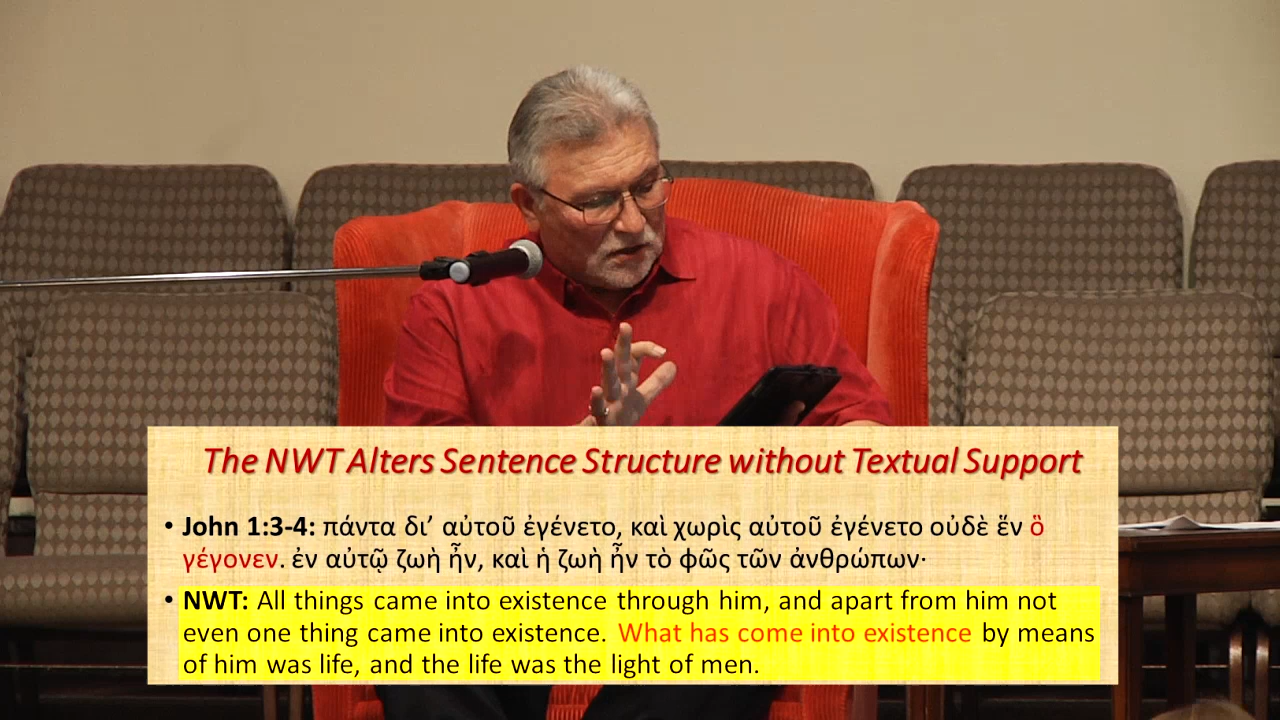 The NWT Alters Sentence Structure without Textual Support
• John 1:3-4: πάντα δι’ αὐτοῦ ἐγένετο, καὶ χωρὶς αὐτοῦ ἐγένετο οὐδὲ ἕν ὃ
γέγονεν. ἐν αὐτῷ ζωὴ ἦν, καὶ ἡ ζωὴ ἦν τὸ φῶς τῶν ἀνθρώπων·
• NWT: All things came into existence through him, and apart from him not
even one thing came into existence. What has come into existence by means
of him was life, and the life was the light of men.